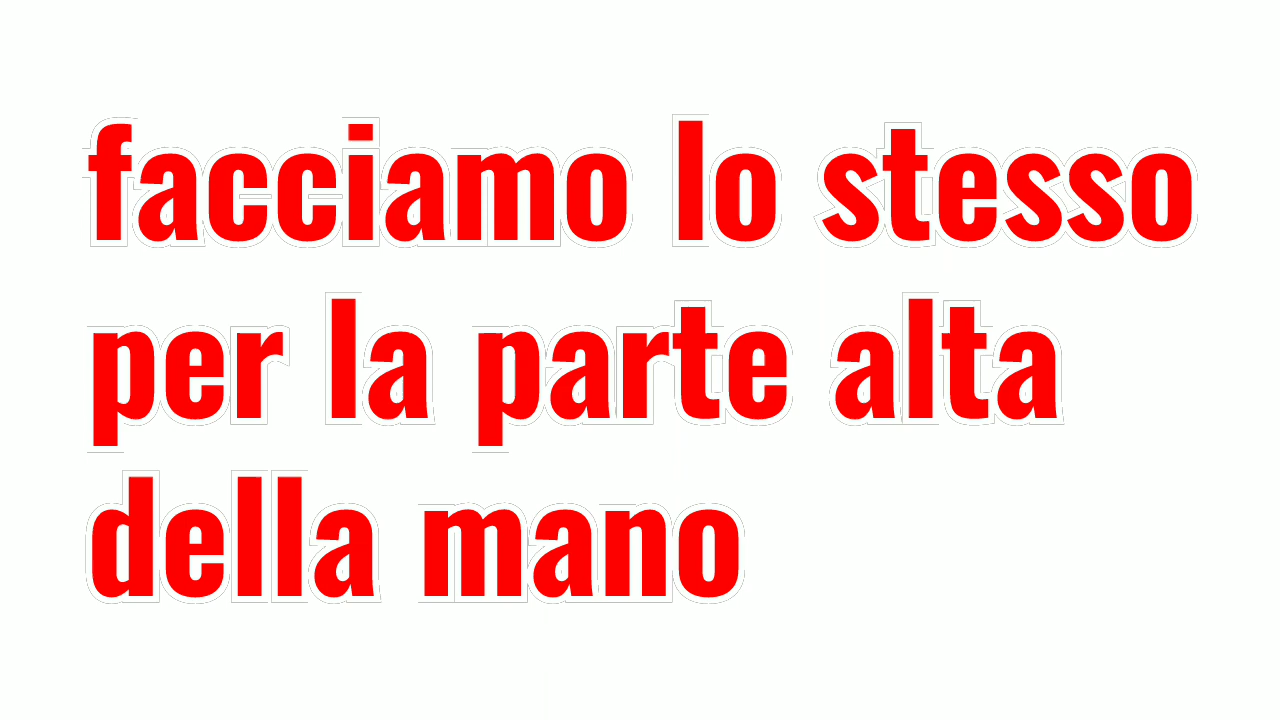 facciamo lo stesso
per la parte alta
della mano